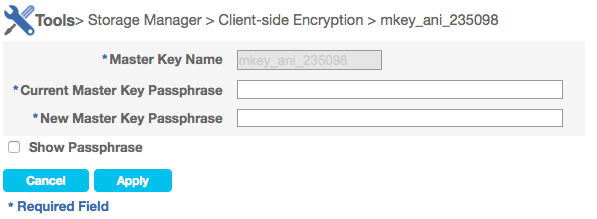 Tools> Storage Manager > Client-side Encryption > mkey_ani_235098
* Master Key Name mkey_ani_235098
* Current Master Key Passphrase
* New Master Key Passphrase
Show Passphrase
Cancel Apply
* Required Field